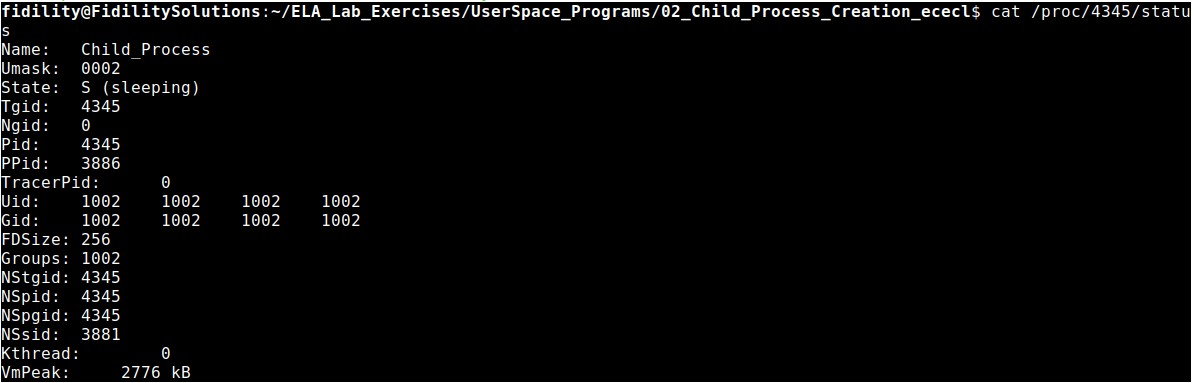 fidility@FidilitySolutions:~/ELA_Lab_Exercises/UserSpace_Programs/02_Child_Process_Creation_ececl$ cat /proc/4345/statu
s
Name:   Child_Process
Umask:  0002
State:  S (sleeping)
Tgid:   4345
Ngid:   0
Pid:    4345
PPid:   3886
TracerPid:      0
Uid:    1002    1002    1002    1002
Gid:    1002    1002    1002    1002
FDSize: 256
Groups: 1002
NStgid: 4345
NSpid:  4345
NSpgid: 4345
NSsid:  3881
Kthread:        0
VmPeak:     2776 kB